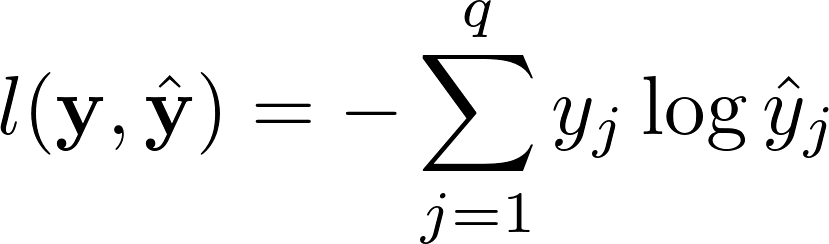 l(𝐲, 𝐲̂) = − ∑_{j=1}^{q} y_j log ŷ_j